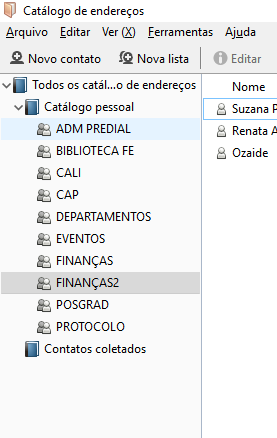 Catálogo de endereços
Arquivo Editar Ver (X) Ferramentas Ajuda
Novo contato Nova lista Editar
Todos os catál...o de endereços
Nome
Catálogo pessoal
Suzana P
ADM PREDIAL
Renata A
BIBLIOTECA FE
Ozaide
CALI
CAP
DEPARTAMENTOS
EVENTOS
FINANÇAS
FINANÇAS2
POSGRAD
PROTOCOLO
Contatos coletados